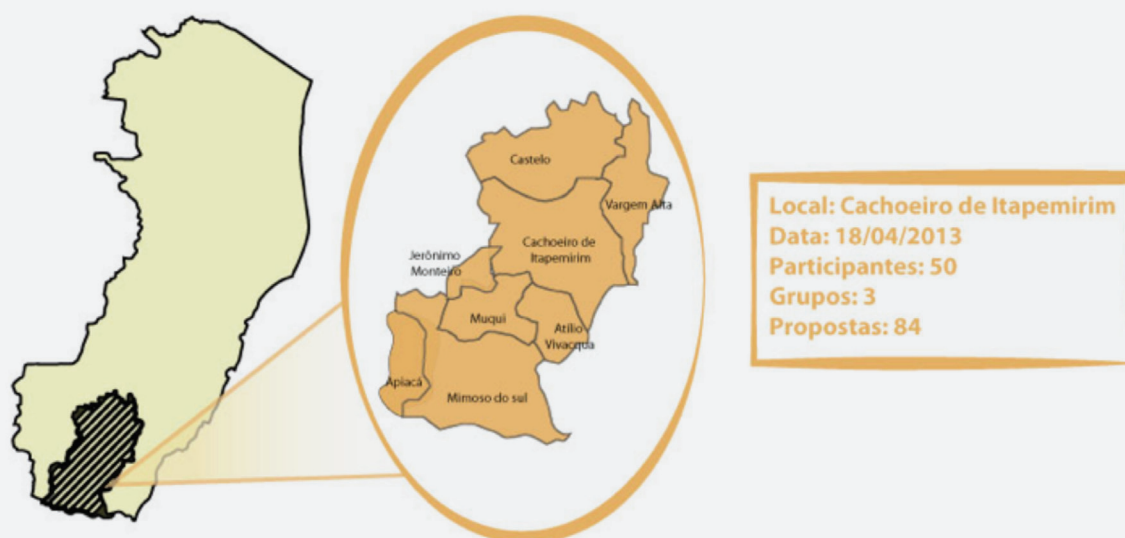 Castelo
Vargem Alta
Cachoeiro de
Itapemirim
Jerônimo
Monteiro
Muqui
Atilio
Vivacqua
Apiacá
Mimoso do sul
Local: Cachoeiro de Itapemirim
Data: 18/04/2013
Participantes: 50
Grupos: 3
Propostas: 84